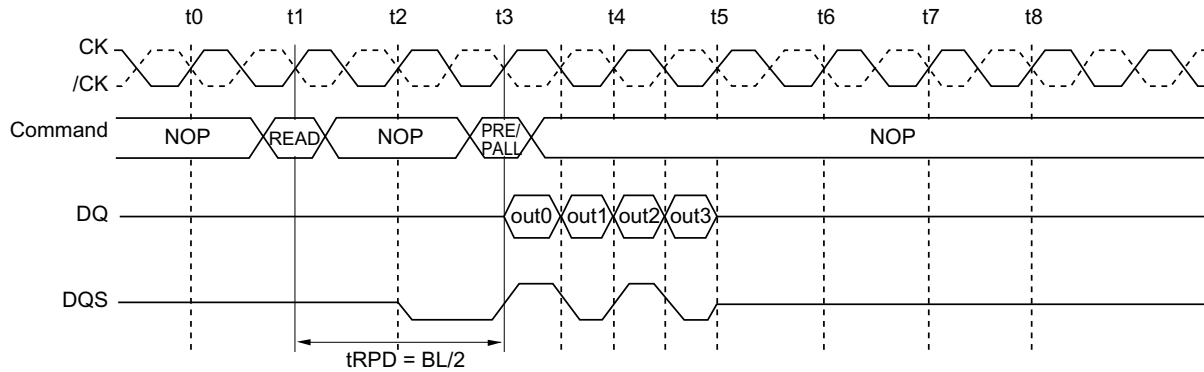 t0 t1 t2 t3 t4 t5 t6 t7 t8
CK
/CK
Command NOP READ NOP PRE/ NOP
PALL
DQ out0 out1 out2 out3
DQS
tRPD = BL/2